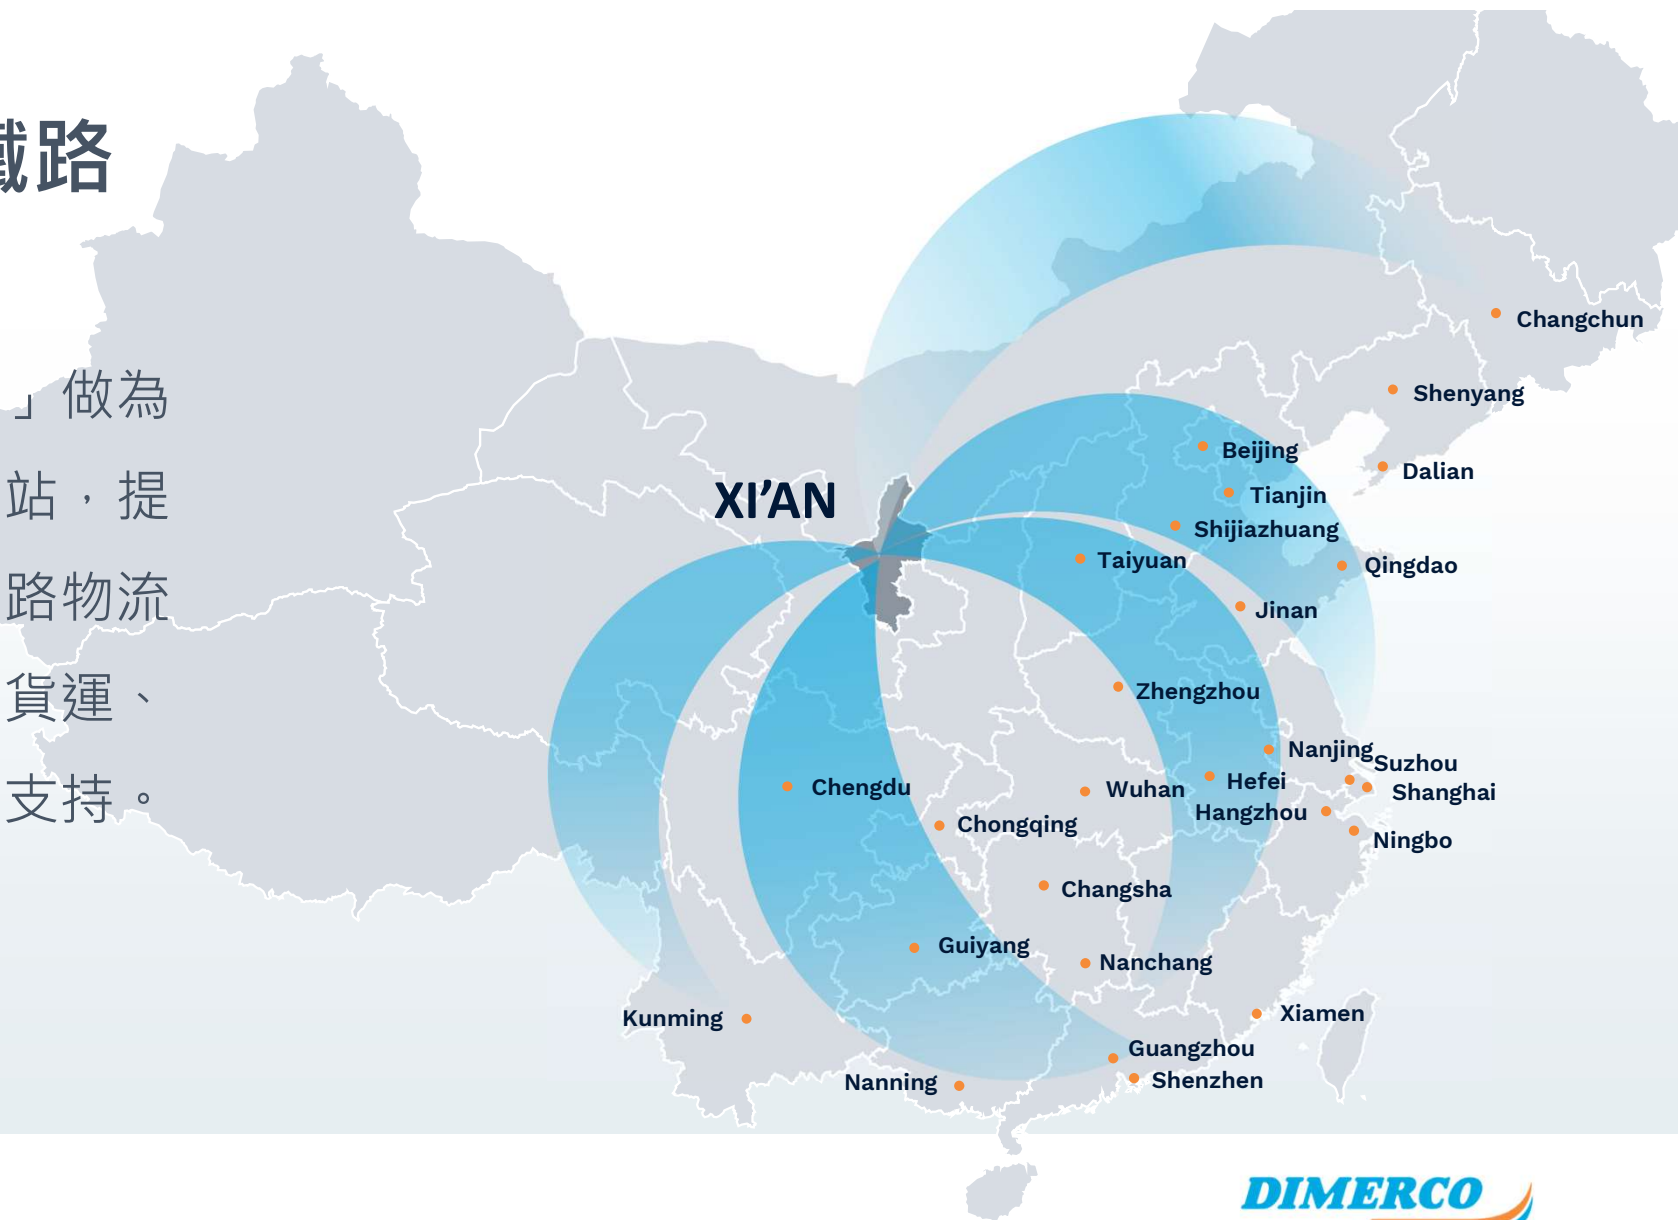 鐵路
」做為
站，提
路物流
貨運、
支持。
XI’AN
Changchun
Shenyang
Beijing
Dalian
Tianjin
Shijiazhuang
Taiyuan
Qingdao
Jinan
Zhengzhou
Nanjing
Suzhou
Hefei
Chengdu
Wuhan
Shanghai
Hangzhou
Chongqing
Ningbo
Changsha
Guiyang
Nanchang
Xiamen
Kunming
Guangzhou
Shenzhen
Nanning
DIMERCO